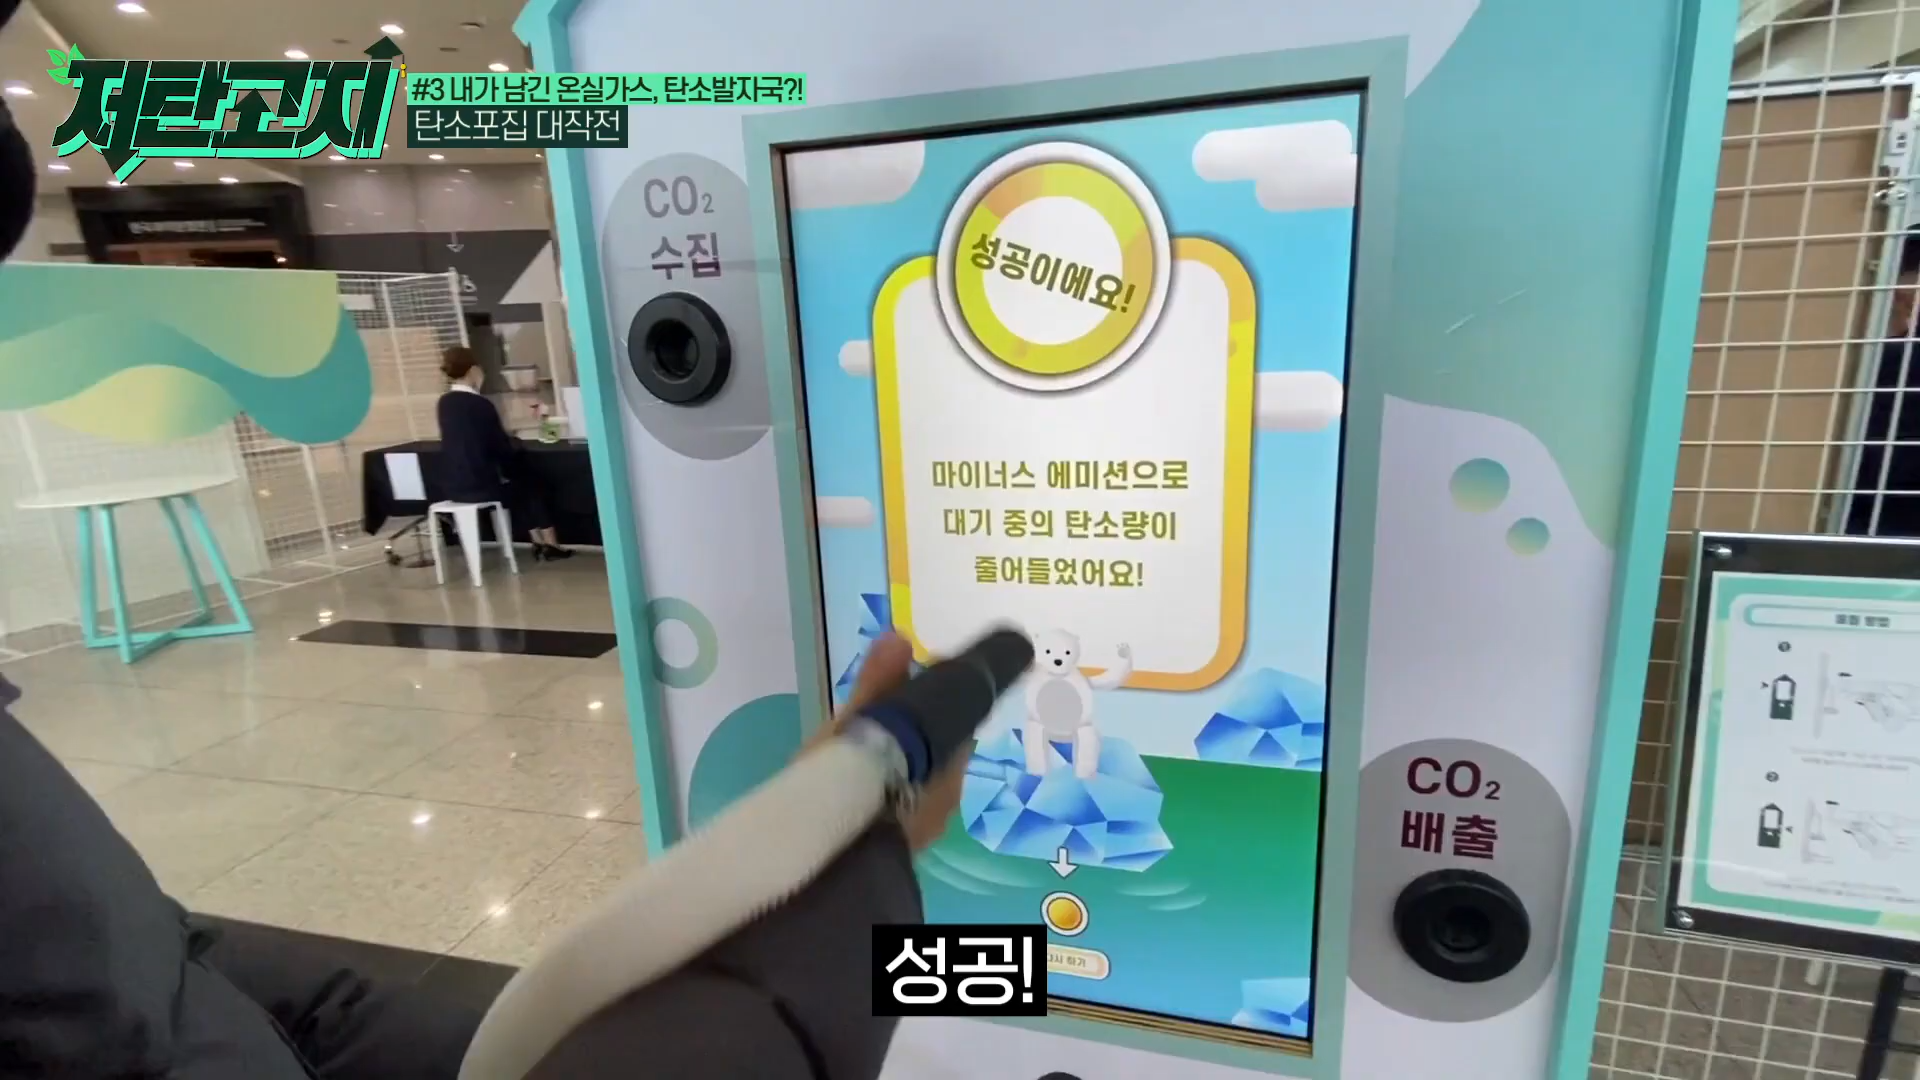 저탄고지
#3 내가 남긴 온실가스, 탄소발자국?!
탄소포집 대작전
CO₂
수집
성공이에요!
마이너스 에미션으로
대기 중의 탄소량이
줄어들었어요!
CO₂
배출
성공!